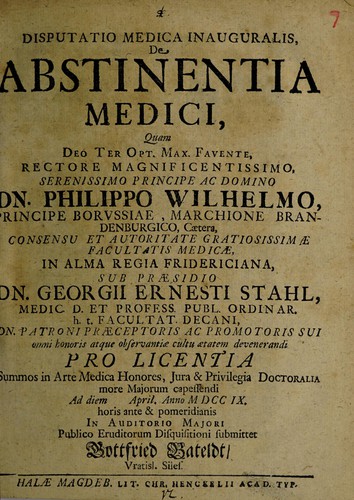 7
DISPUTATIO MEDICA INAUGURALIS,
De
ABSTINENTIA
MEDICI,
Quam
DEO TER OPT. MAX. FAVENTE,
RECTORE MAGNIFICENTISSIMO,
SERENISSIMO PRINCIPE AC DOMINO
DN. PHILIPPO WILHELMO,
PRINCIPE BORVSSIAE, MARCHIONE BRAN-
DENBURGICO, Cætera,
CONSENSU ET AUTORITATE GRATIOSISSIMÆ
FACULTATIS MEDICÆ,
IN ALMA REGIA FRIDERICIANA,
SUB PRÆSIDIO
DN. GEORGII ERNESTI STAHL,
MEDIC. D. ET PROFESS. PUBL. ORDINAR.
h. t. FACULTAT. DECANI,
DN. PATRONI PRÆCEPTORIS AC PROMOTORIS SUI
omni honoris atque observantiæ cultu ætatem devenerandi
PRO LICENTIA
Summos in Arte Medica Honores, Jura & Privilegia DOCTORALIA
more Majorum capessendi
Ad diem April. Anno MDCCIX.
horis ante & pomeridianis
IN AUDITORIO MAJORI
Publico Eruditorum Disquisitioni submittet
Gottfried Bateldt/
Vratisl. Siles.
HALÆ MAGDEB. LIT. CHR. HENCKELII ACAD. TYP.